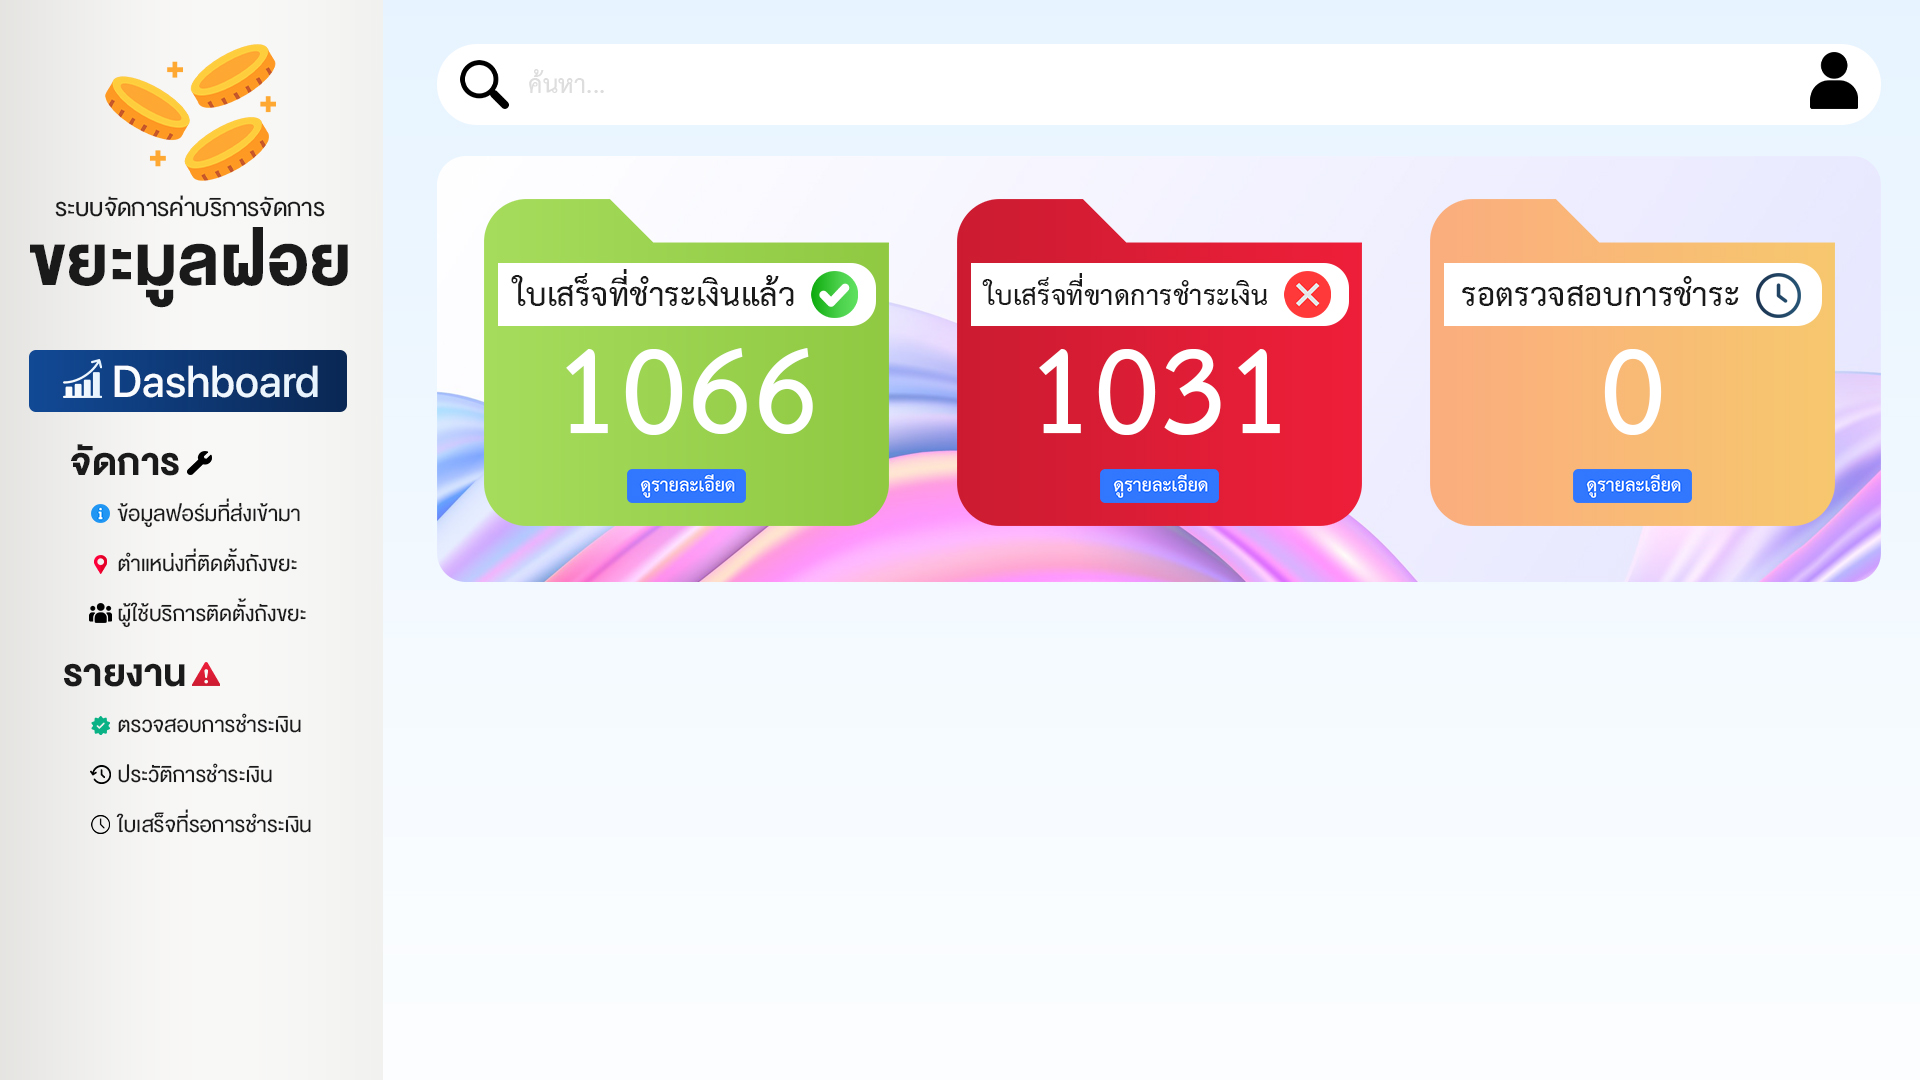 ระบบจัดการค่าบริการจัดการ
ขยะมูลฝอย
Dashboard
จัดการ
ข้อมูลฟอร์มที่ส่งเข้ามา
ตำแหน่งที่ติดตั้งถังขยะ
ผู้ใช้บริการติดตั้งถังขยะ
รายงาน
ตรวจสอบการชำระเงิน
ประวัติการชำระเงิน
ใบเสร็จที่รอการชำระเงิน
ค้นหา...
ใบเสร็จที่ชำระเงินแล้ว
1066
ดูรายละเอียด
ใบเสร็จที่ขาดการชำระเงิน
1031
ดูรายละเอียด
รอตรวจสอบการชำระ
0
ดูรายละเอียด